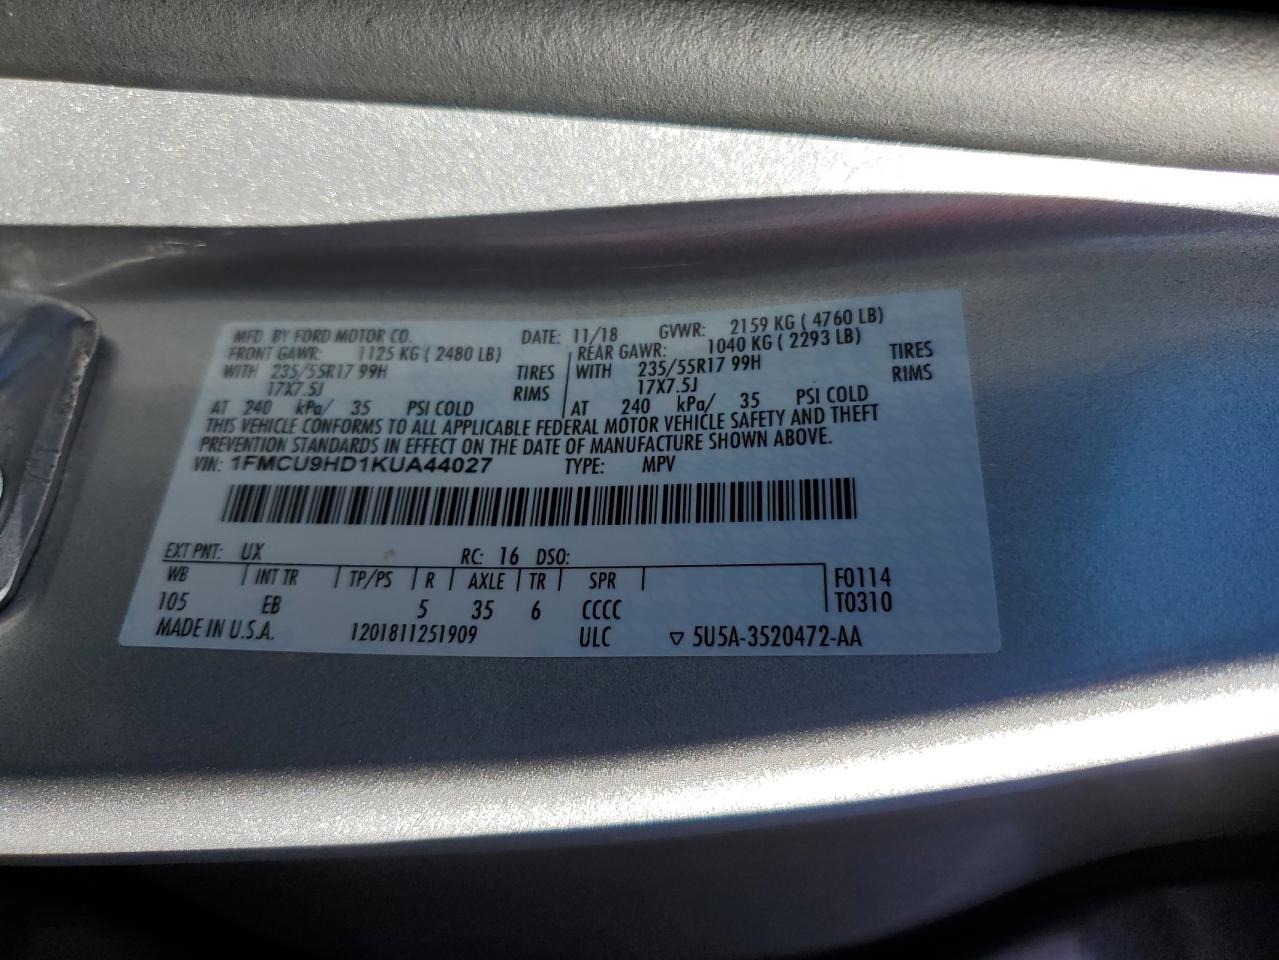 MFD. BY FORD MOTOR CO. DATE: 11/18 GVWR: 2159 KG ( 4760 LB)
FRONT GAWR: 1125 KG ( 2480 LB) REAR GAWR: 1040 KG ( 2293 LB)
WITH 235/55R17 99H TIRES WITH 235/55R17 99H TIRES
17X7.5J RIMS 17X7.5J RIMS
AT 240 kPa/ 35 PSI COLD AT 240 kPa/ 35 PSI COLD
THIS VEHICLE CONFORMS TO ALL APPLICABLE FEDERAL MOTOR VEHICLE SAFETY AND THEFT
PREVENTION STANDARDS IN EFFECT ON THE DATE OF MANUFACTURE SHOWN ABOVE.
VIN: 1FMCU9HD1KUA44027 TYPE: MPV
EXT PNT: UX RC: 16 DSO:
WB INT TR TP/PS R AXLE TR SPR F0114
105 EB 5 35 6 CCCC T0310
MADE IN U.S.A. 1201811251909 ULC ▽ 5U5A-3520472-AA